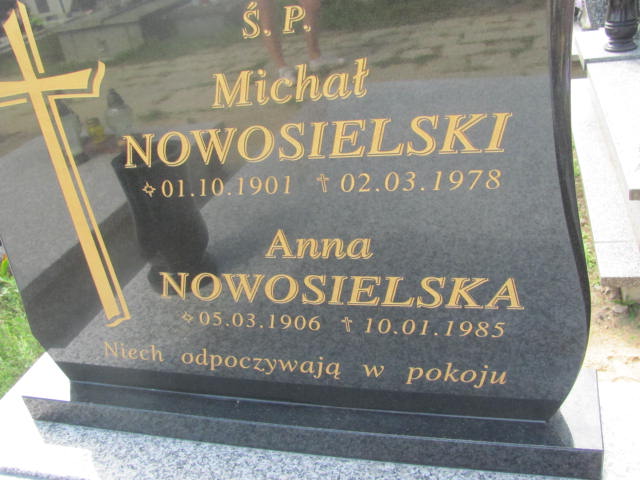 Ś. P.
Michał
NOWOSIELSKI
✧ 01.10.1901 ✝ 02.03.1978
Anna
NOWOSIELSKA
✧ 05.03.1906 ✝ 10.01.1985
Niech odpoczywają w pokoju